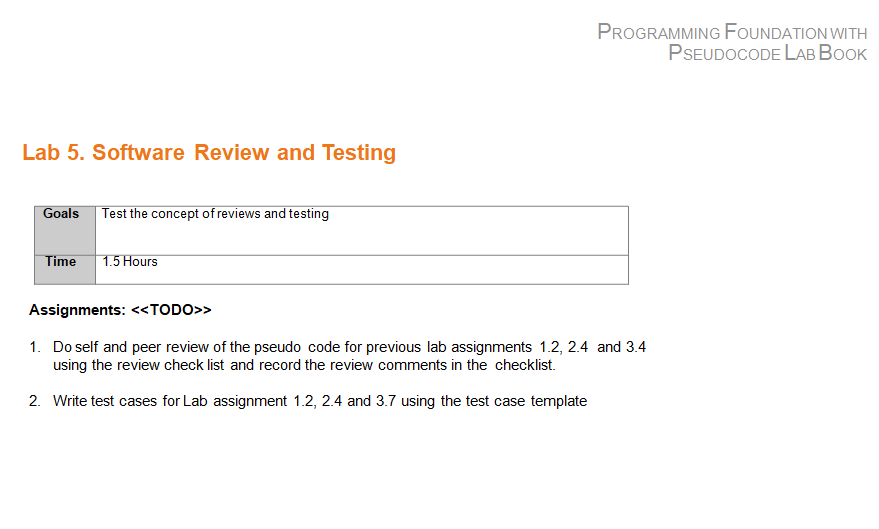 PROGRAMMING FOUNDATION WITH
PSEUDOCODE LAB BOOK
Lab 5. Software Review and Testing
Goals Test the concept of reviews and testing
Time 1.5 Hours
Assignments: <<TODO>>
1. Do self and peer review of the pseudo code for previous lab assignments 1.2, 2.4 and 3.4
using the review check list and record the review comments in the checklist.
2. Write test cases for Lab assignment 1.2, 2.4 and 3.7 using the test case template